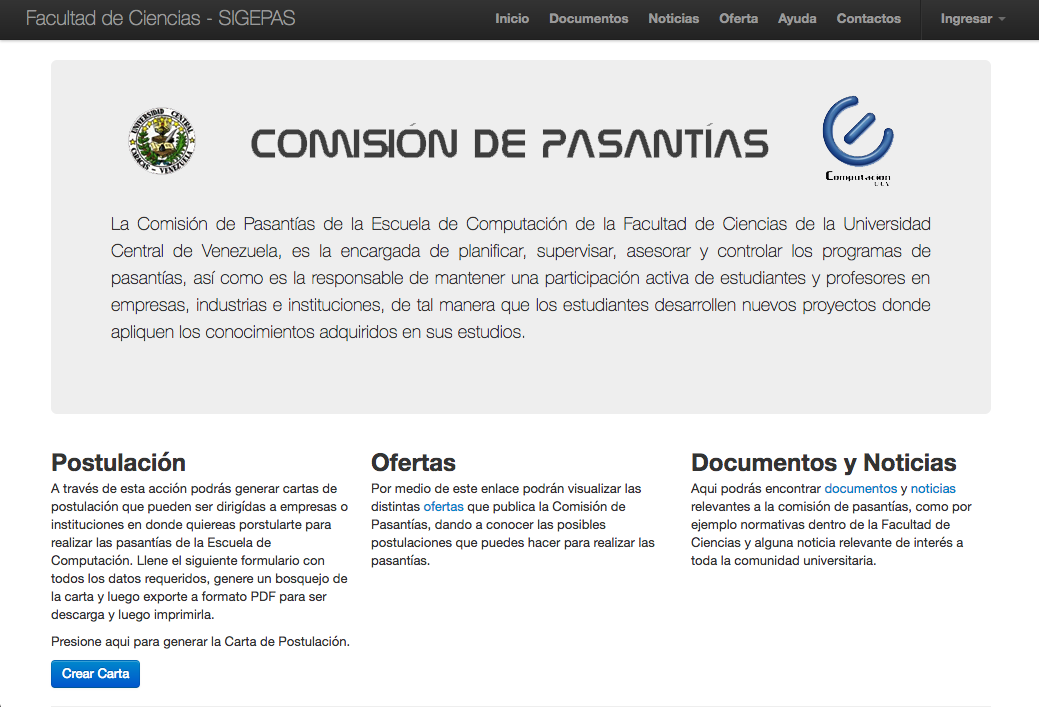 Facultad de Ciencias - SIGEPAS
Inicio Documentos Noticias Oferta Ayuda Contactos Ingresar
UNIVERSIDAD CENTRAL
CARACAS - VENEZUELA
COMISIÓN DE PASANTÍAS
Computación
UCV
La Comisión de Pasantías de la Escuela de Computación de la Facultad de Ciencias de la Universidad
Central de Venezuela, es la encargada de planificar, supervisar, asesorar y controlar los programas de
pasantías, así como es la responsable de mantener una participación activa de estudiantes y profesores en
empresas, industrias e instituciones, de tal manera que los estudiantes desarrollen nuevos proyectos donde
apliquen los conocimientos adquiridos en sus estudios.
Postulación
A través de esta acción podrás generar cartas de
postulación que pueden ser dirigídas a empresas o
instituciones en donde quiereas porstularte para
realizar las pasantías de la Escuela de
Computación. Llene el siguiente formulario con
todos los datos requeridos, genere un bosquejo de
la carta y luego exporte a formato PDF para ser
descarga y luego imprimirla.
Presione aqui para generar la Carta de Postulación.
Crear Carta
Ofertas
Por medio de este enlace podrán visualizar las
distintas ofertas que publica la Comisión de
Pasantías, dando a conocer las posibles
postulaciones que puedes hacer para realizar las
pasantías.
Documentos y Noticias
Aqui podrás encontrar documentos y noticias
relevantes a la comisión de pasantías, como por
ejemplo normativas dentro de la Facultad de
Ciencias y alguna noticia relevante de interés a
toda la comunidad universitaria.